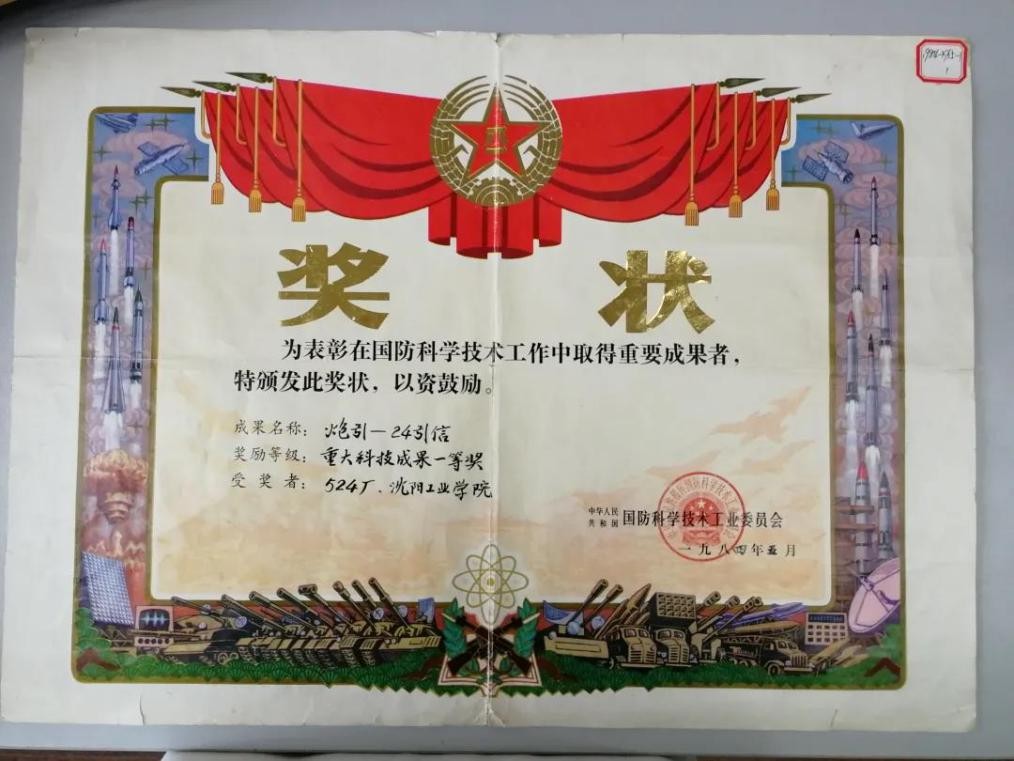 奖 状
为表彰在国防科学技术工作中取得重要成果者，
特颁发此奖状，以资鼓励。
成果名称：炮引—24引信
奖励等级：重大科技成果一等奖
受奖者：524厂、沈阳工业学院
中华人民共和国 国防科学技术工业委员会
一九八四年五月